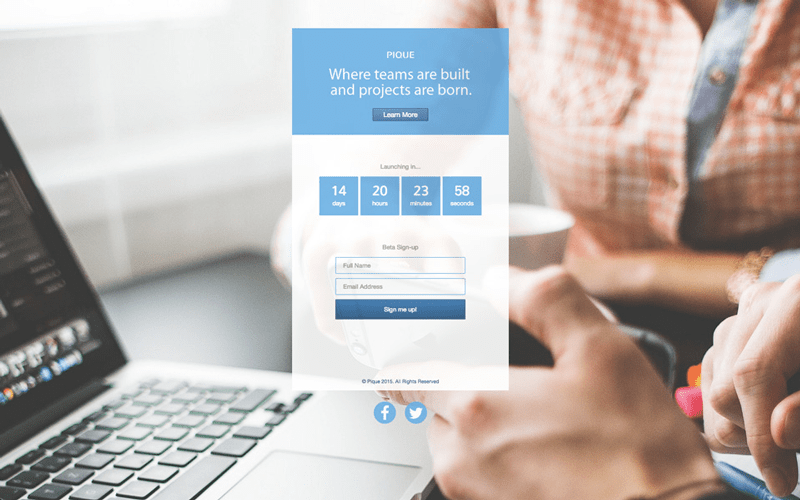 PIQUE
Where teams are built
and projects are born.
Learn More
Launching in...
14 20 23 58
days hours minutes seconds
Beta Sign-up
Full Name
Email Address
Sign me up!
© Pique 2015. All Rights Reserved